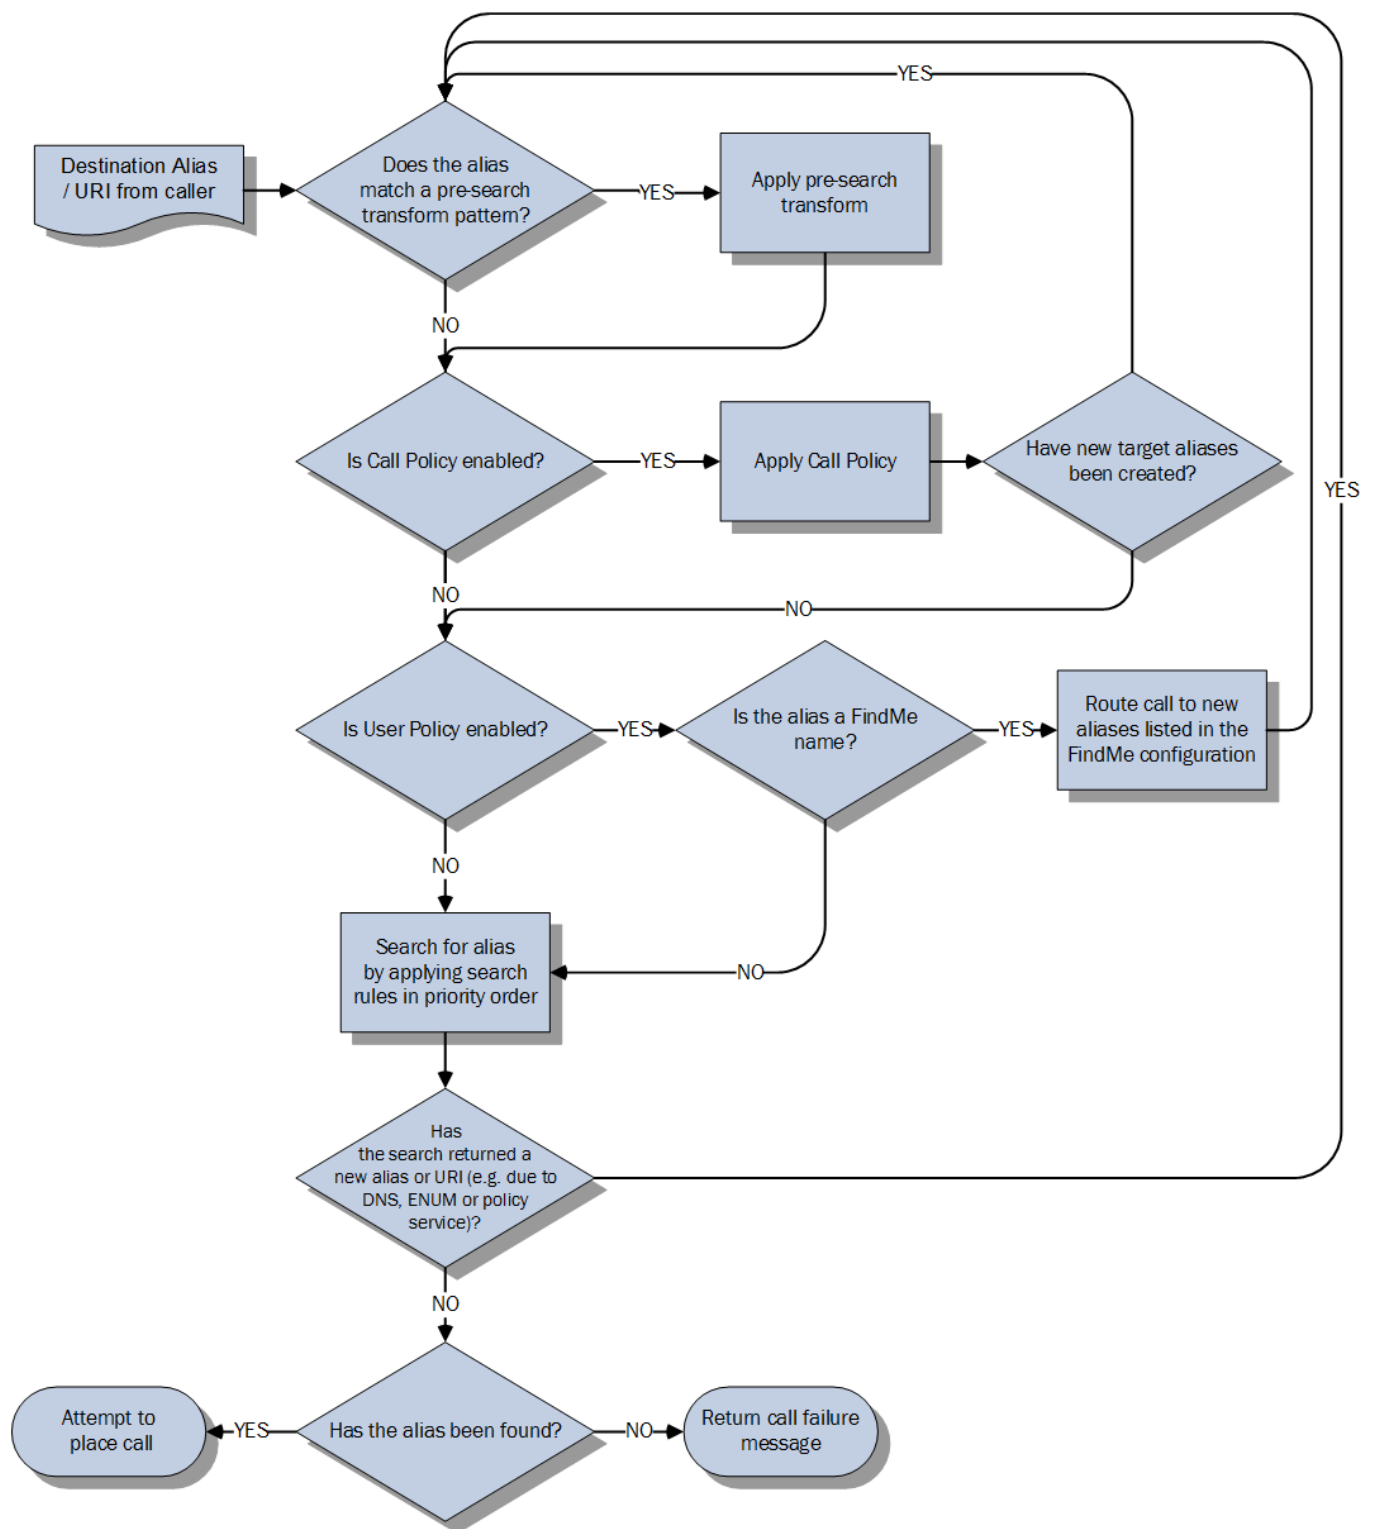 YES
Destination Alias
/ URI from caller
Does the alias
match a pre-search
transform pattern?
YES
Apply pre-search
transform
NO
Is Call Policy enabled?
YES
Apply Call Policy
Have new target aliases
been created?
YES
NO
NO
Is User Policy enabled?
YES
Is the alias a FindMe
name?
YES
Route call to new
aliases listed in the
FindMe configuration
NO
Search for alias
by applying search
rules in priority order
NO
Has
the search returned a
new alias or URI (e.g. due to
DNS, ENUM or policy
service)?
NO
Attempt to
place call
YES
Has the alias been found?
NO
Return call failure
message